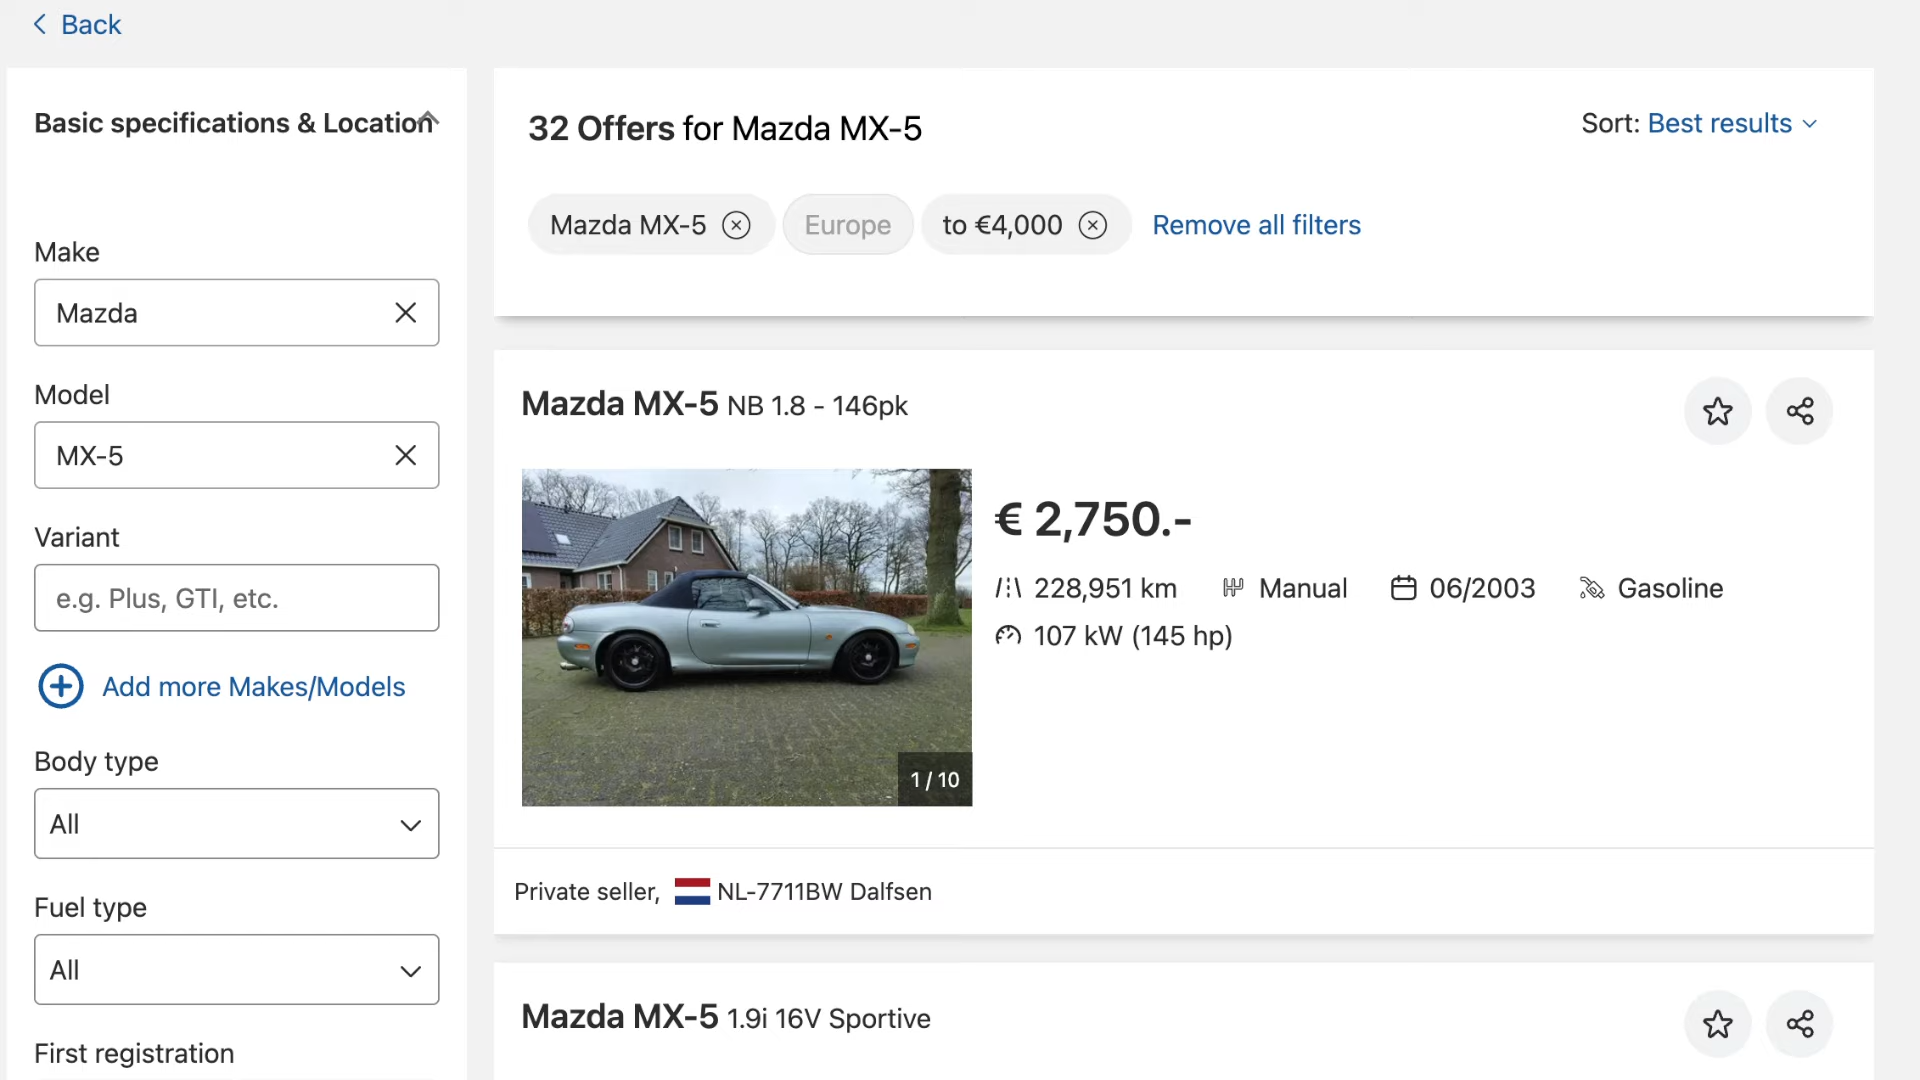 Back
Basic specifications & Location
Make
Mazda
Model
MX-5
Variant
e.g. Plus, GTI, etc.
Add more Makes/Models
Body type
All
Fuel type
All
First registration
32 Offers for Mazda MX-5
Sort: Best results
Mazda MX-5
Europe
to €4,000
Remove all filters
Mazda MX-5 NB 1.8 - 146pk
1 / 10
€ 2,750.-
228,951 km
Manual
06/2003
Gasoline
107 kW (145 hp)
Private seller, NL-7711BW Dalfsen
Mazda MX-5 1.9i 16V Sportive